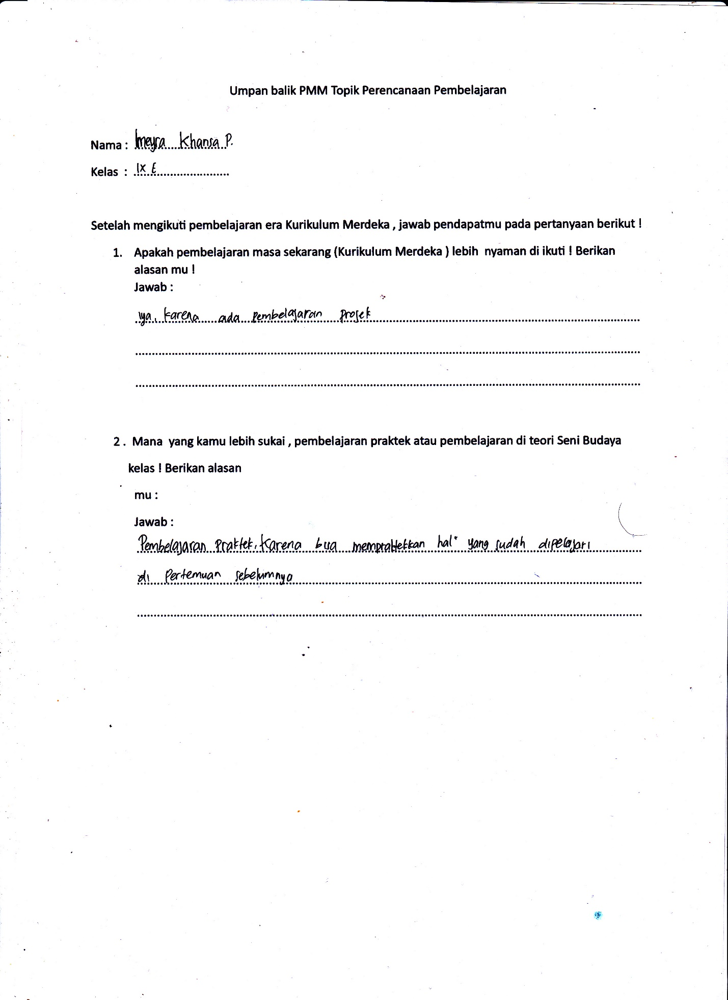 Umpan balik PMM Topik Perencanaan Pembelajaran
Nama : Imeyra Khansa P.
Kelas : IX E
Setelah mengikuti pembelajaran era Kurikulum Merdeka , jawab pendapatmu pada pertanyaan berikut !
1. Apakah pembelajaran masa sekarang (Kurikulum Merdeka ) lebih nyaman di ikuti ! Berikan
alasan mu !
Jawab :
iya, karena ada pembelajaran projek
2 . Mana yang kamu lebih sukai , pembelajaran praktek atau pembelajaran di teori Seni Budaya
kelas ! Berikan alasan
mu :
Jawab :
Pembelajaran praktek, karena bisa mempraktekkan hal" yang sudah dipelajari
di pertemuan sebelumnya